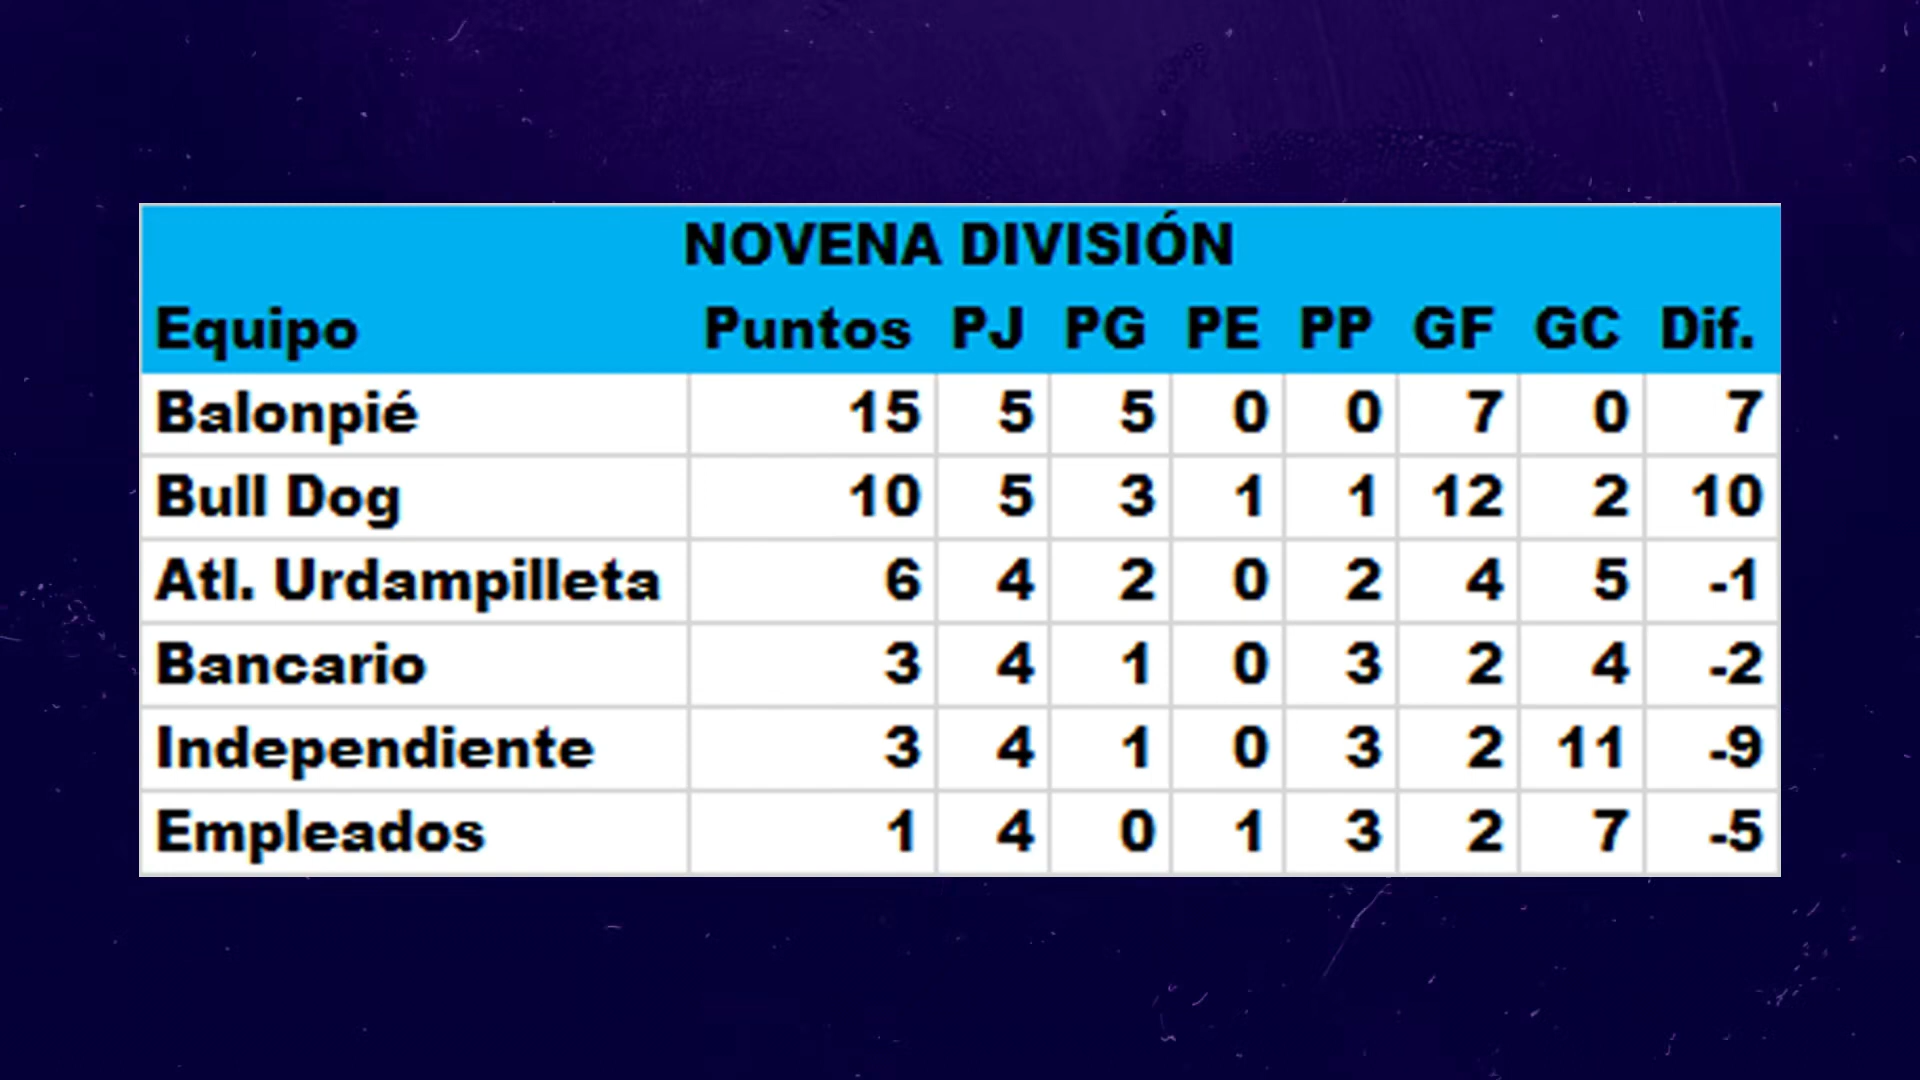 NOVENA DIVISIÓN
Equipo Puntos PJ PG PE PP GF GC Dif.
Balonpié 15 5 5 0 0 7 0 7
Bull Dog 10 5 3 1 1 12 2 10
Atl. Urdampilleta 6 4 2 0 2 4 5 -1
Bancario 3 4 1 0 3 2 4 -2
Independiente 3 4 1 0 3 2 11 -9
Empleados 1 4 0 1 3 2 7 -5